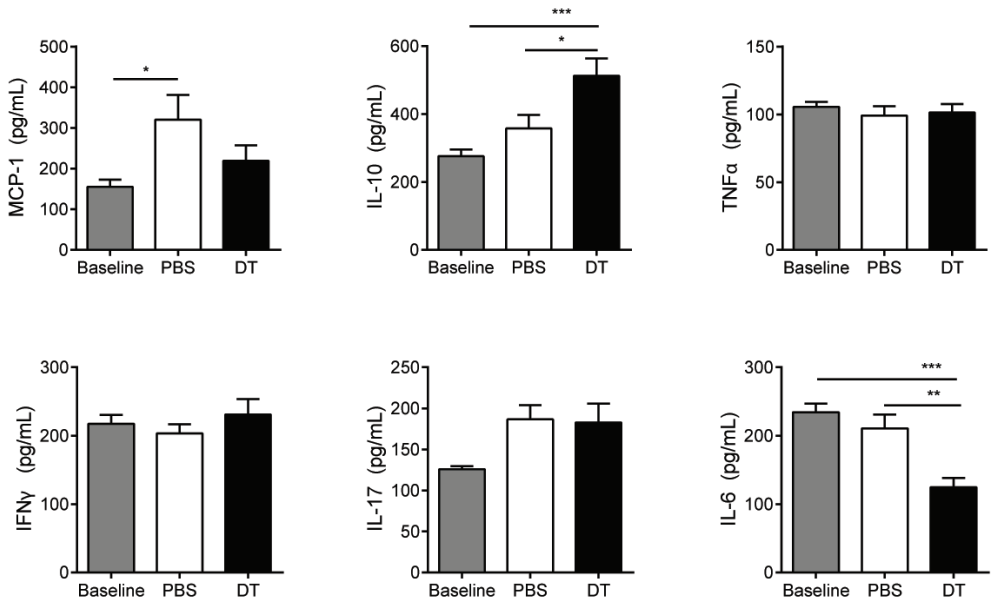 MCP-1 (pg/mL)
500
400
300
200
100
0
*
Baseline PBS DT
IL-10 (pg/mL)
600
400
200
0
***
*
Baseline PBS DT
TNFα (pg/mL)
150
100
50
0
Baseline PBS DT
IFNγ (pg/mL)
300
200
100
0
Baseline PBS DT
IL-17 (pg/mL)
250
200
150
100
50
0
Baseline PBS DT
IL-6 (pg/mL)
300
200
100
0
***
**
Baseline PBS DT